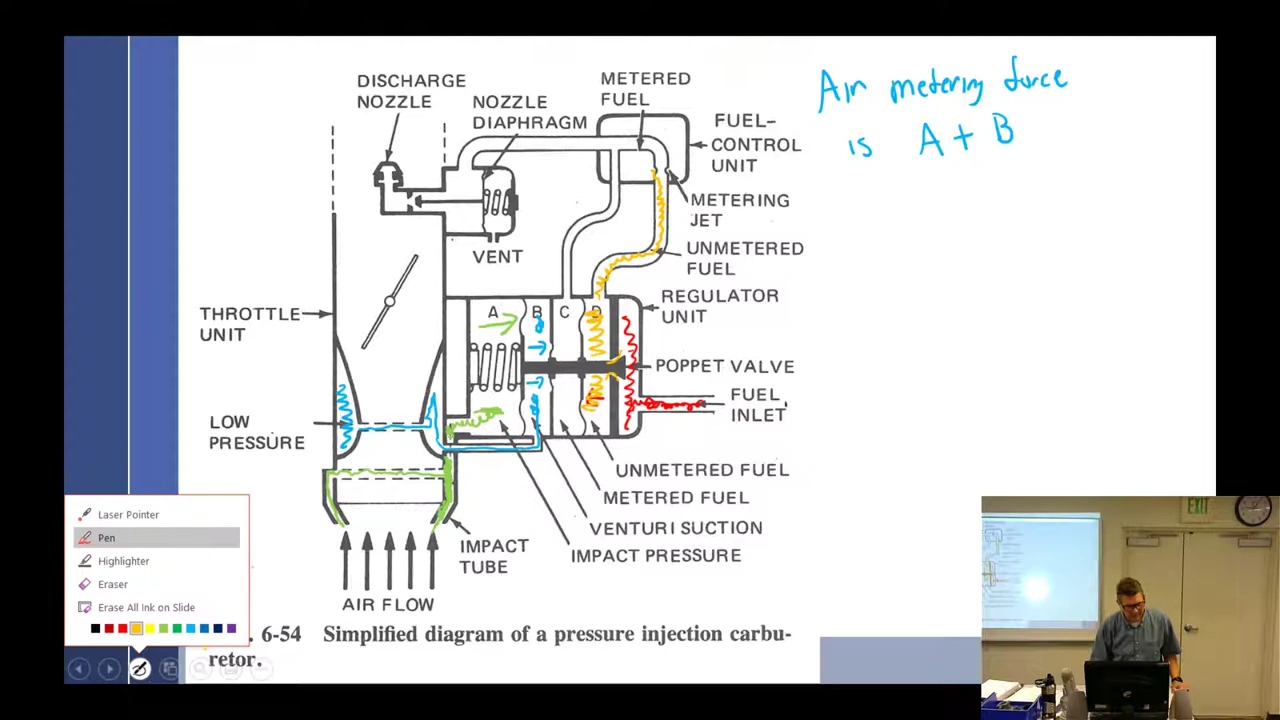 DISCHARGE
NOZZLE
NOZZLE
DIAPHRAGM
METERED
FUEL
FUEL-
CONTROL
UNIT
METERING
JET
UNMETERED
FUEL
VENT
REGULATOR
UNIT
THROTTLE
UNIT
A B C D
POPPET VALVE
FUEL
INLET
LOW
PRESSURE
UNMETERED FUEL
METERED FUEL
VENTURI SUCTION
IMPACT PRESSURE
IMPACT
TUBE
AIR FLOW
6-54 Simplified diagram of a pressure injection carbu-
retor.
Air metering force
is A + B
Laser Pointer
Pen
Highlighter
Eraser
Erase All Ink on Slide
EXIT